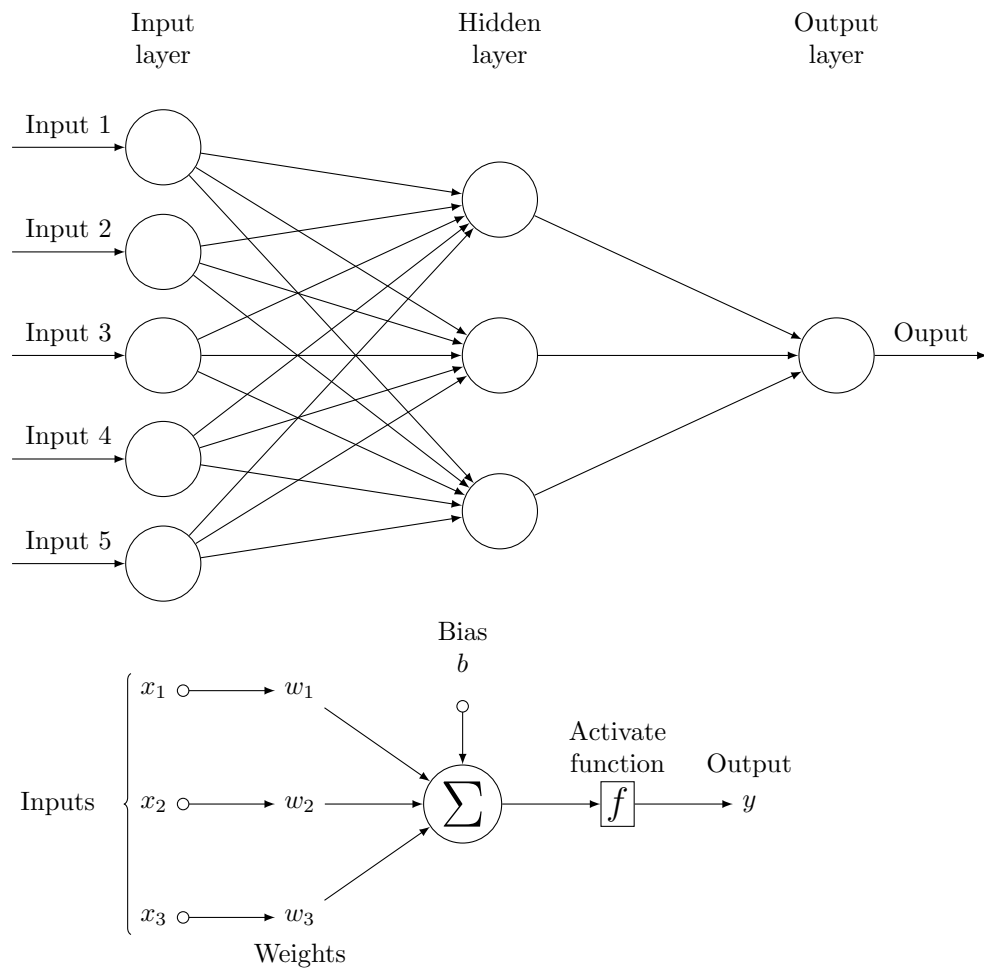 Input
layer
Hidden
layer
Output
layer
Input 1
Input 2
Input 3
Input 4
Input 5
Ouput
Bias
b
x₁
w₁
Activate
function
Output
Inputs
x₂
w₂
Σ
f
y
x₃
w₃
Weights